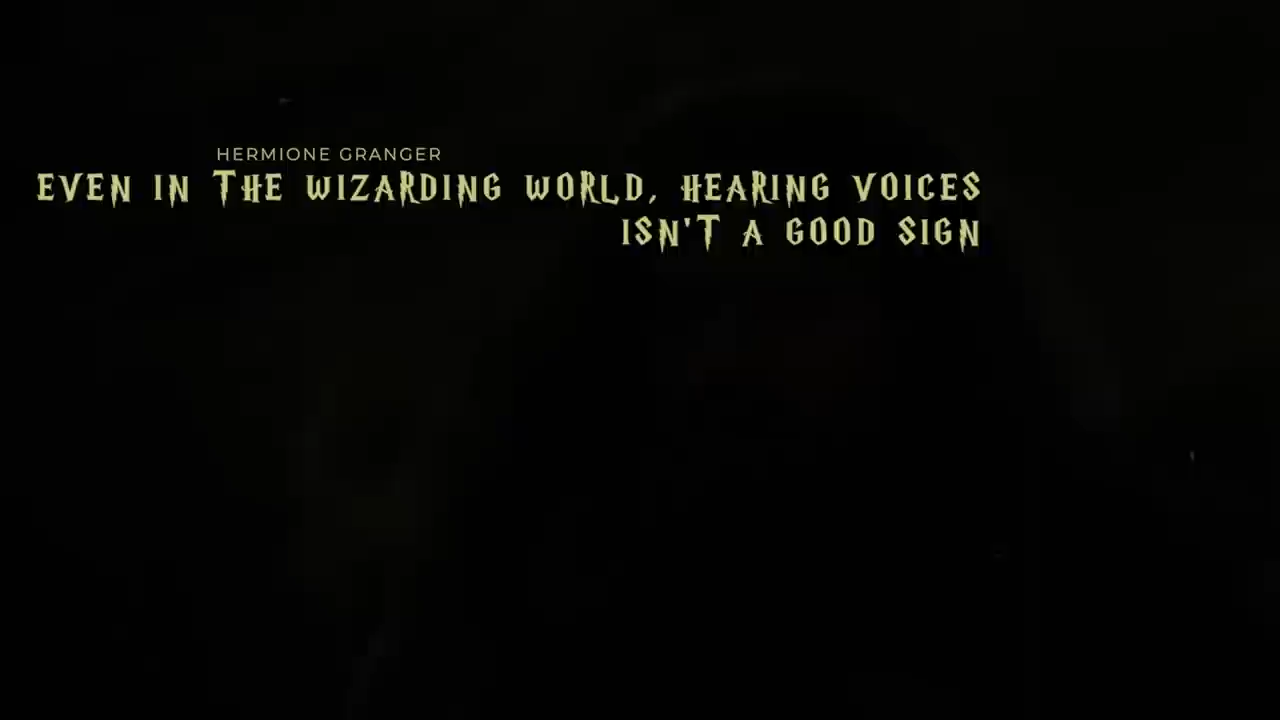 HERMIONE GRANGER
EVEN IN THE WIZARDING WORLD, HEARING VOICES
ISN'T A GOOD SIGN